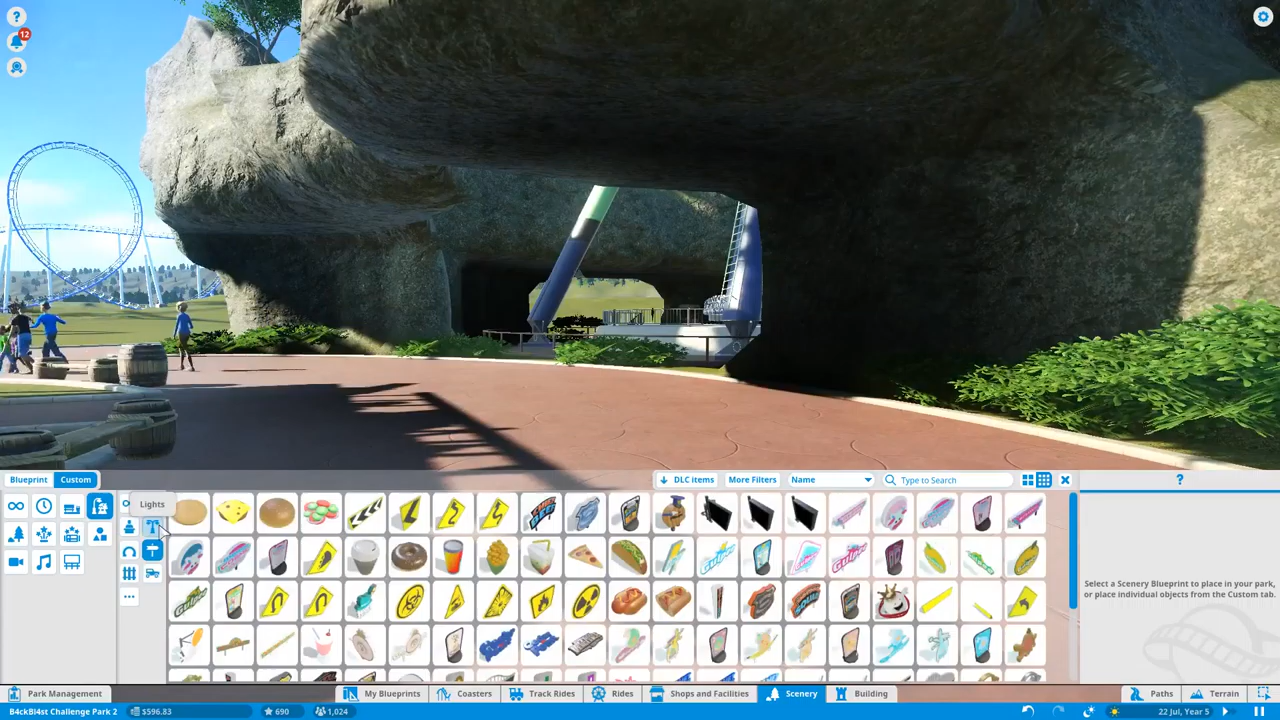 ?
12
Blueprint
Custom
DLC items
More Filters
Name
Type to Search
?
Lights
Select a Scenery Blueprint to place in your park,
or place individual objects from the Custom tab.
Park Management
My Blueprints
Coasters
Track Rides
Rides
Shops and Facilities
Scenery
Building
Paths
Terrain
B4ckBl4st Challenge Park 2
$596.83
690
1,024
22 Jul, Year 5